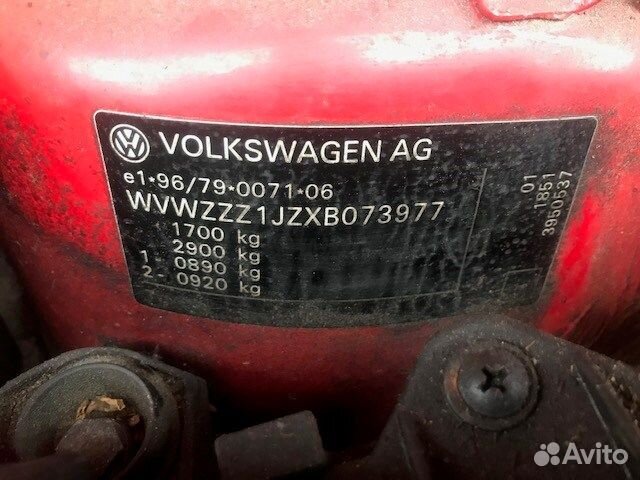 VOLKSWAGEN AG
e1*96/79*0071*06
WVWZZZ1JZXB073977
1700 kg
2900 kg
1 - 0890 kg
2 - 0920 kg
01
1851
3950537
Avito